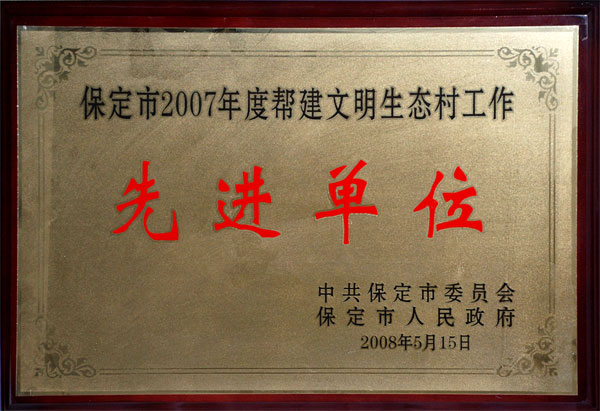 保定市2007年度帮建文明生态村工作
先进单位
中共保定市委员会
保定市人民政府
2008年5月15日